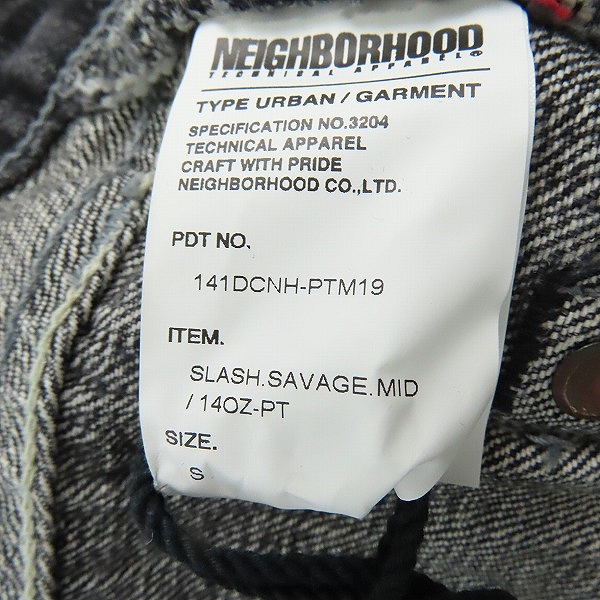 NEIGHBORHOOD
TECHNICAL APPAREL®
TYPE URBAN / GARMENT
SPECIFICATION NO.3204
TECHNICAL APPAREL
CRAFT WITH PRIDE
NEIGHBORHOOD CO.,LTD.
PDT NO.
141DCNH-PTM19
ITEM.
SLASH.SAVAGE.MID
/ 14OZ-PT
SIZE.
S